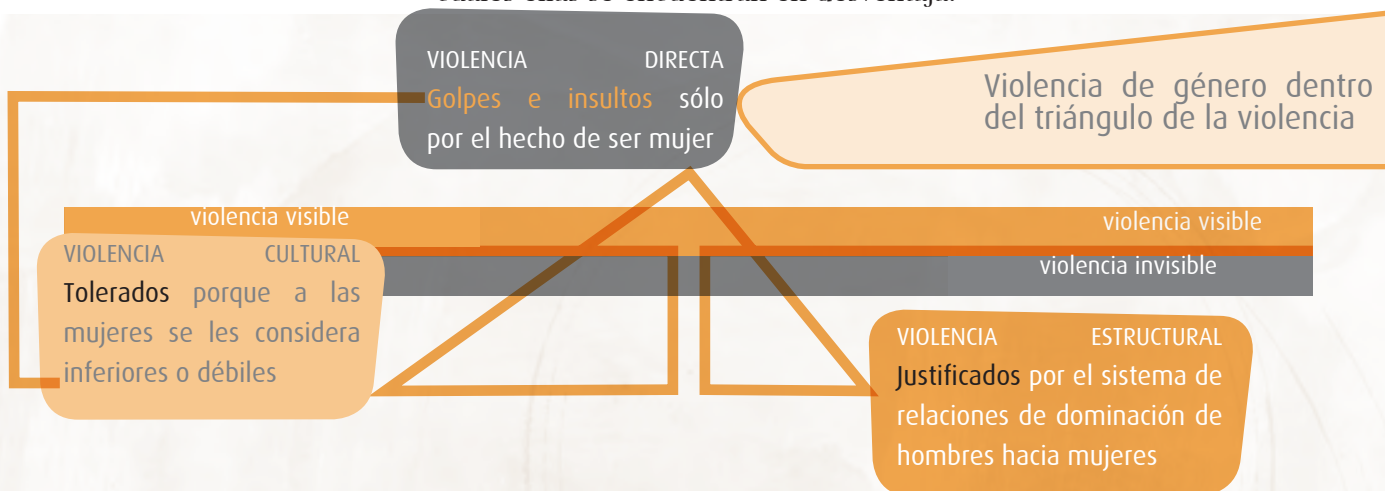 VIOLENCIA DIRECTA
Golpes e insultos sólo
por el hecho de ser mujer
Violencia de género dentro
del triángulo de la violencia
violencia visible
violencia visible
violencia invisible
VIOLENCIA CULTURAL
Tolerados porque a las
mujeres se les considera
inferiores o débiles
VIOLENCIA ESTRUCTURAL
Justificados por el sistema de
relaciones de dominación de
hombres hacia mujeres